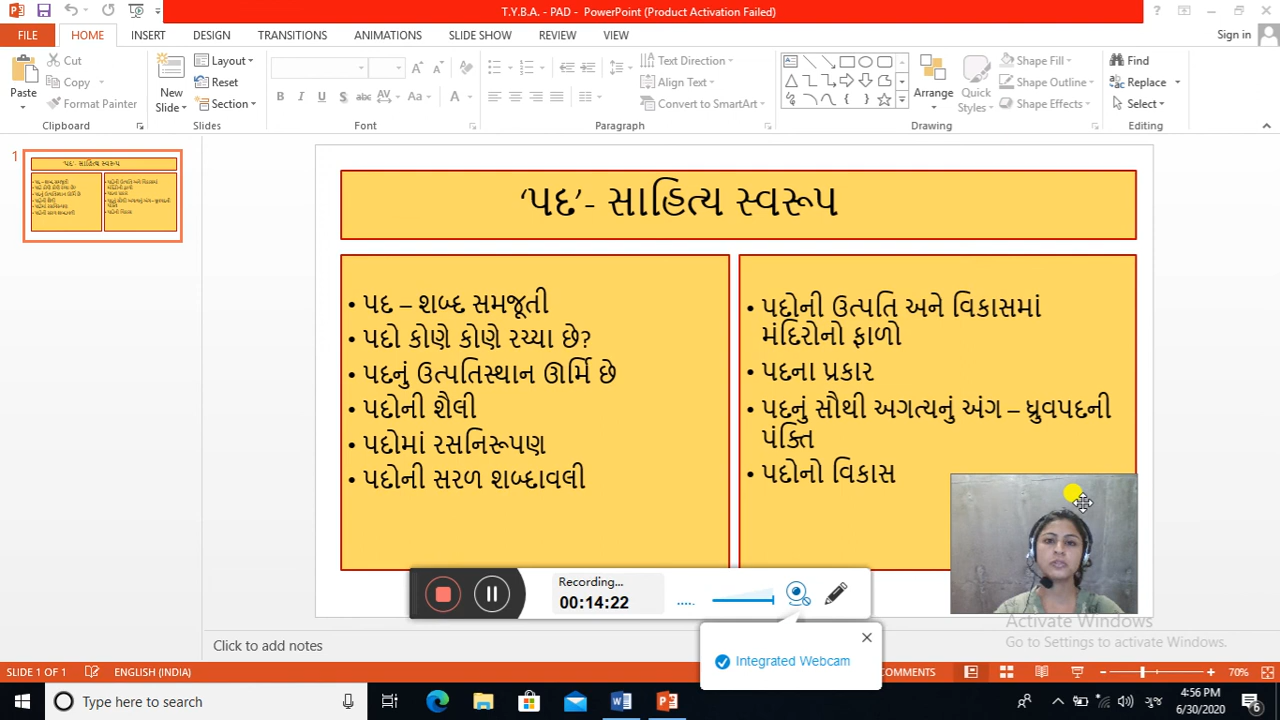 T.Y.B.A. - PAD - PowerPoint (Product Activation Failed)
FILE HOME INSERT DESIGN TRANSITIONS ANIMATIONS SLIDE SHOW REVIEW VIEW Sign in
Paste
Cut
Copy
Format Painter
New Slide
Layout
Reset
Section
Text Direction
Align Text
Convert to SmartArt
Arrange
Quick Styles
Shape Fill
Shape Outline
Shape Effects
Find
Replace
Select
Clipboard Slides Font Paragraph Drawing Editing
1
‘પદ’- સાહિત્ય સ્વરૂપ
• પદ – શબ્દ સમજૂતી
• પદો કોણે કોણે રચ્યા છે?
• પદનું ઉત્પતિસ્થાન ઊર્મિ છે
• પદોની શૈલી
• પદોમાં રસનિરૂપણ
• પદોની સરળ શબ્દાવલી
• પદોની ઉત્પતિ અને વિકાસમાં
મંદિરોનો ફાળો
• પદના પ્રકાર
• પદનું સૌથી અગત્યનું અંગ – ધ્રુવપદની
પંક્તિ
• પદોનો વિકાસ
Recording...
00:14:22
Integrated Webcam
Activate Windows
Go to Settings to activate Windows.
Click to add notes
SLIDE 1 OF 1 ENGLISH (INDIA) COMMENTS 70%
Type here to search
4:56 PM
6/30/2020